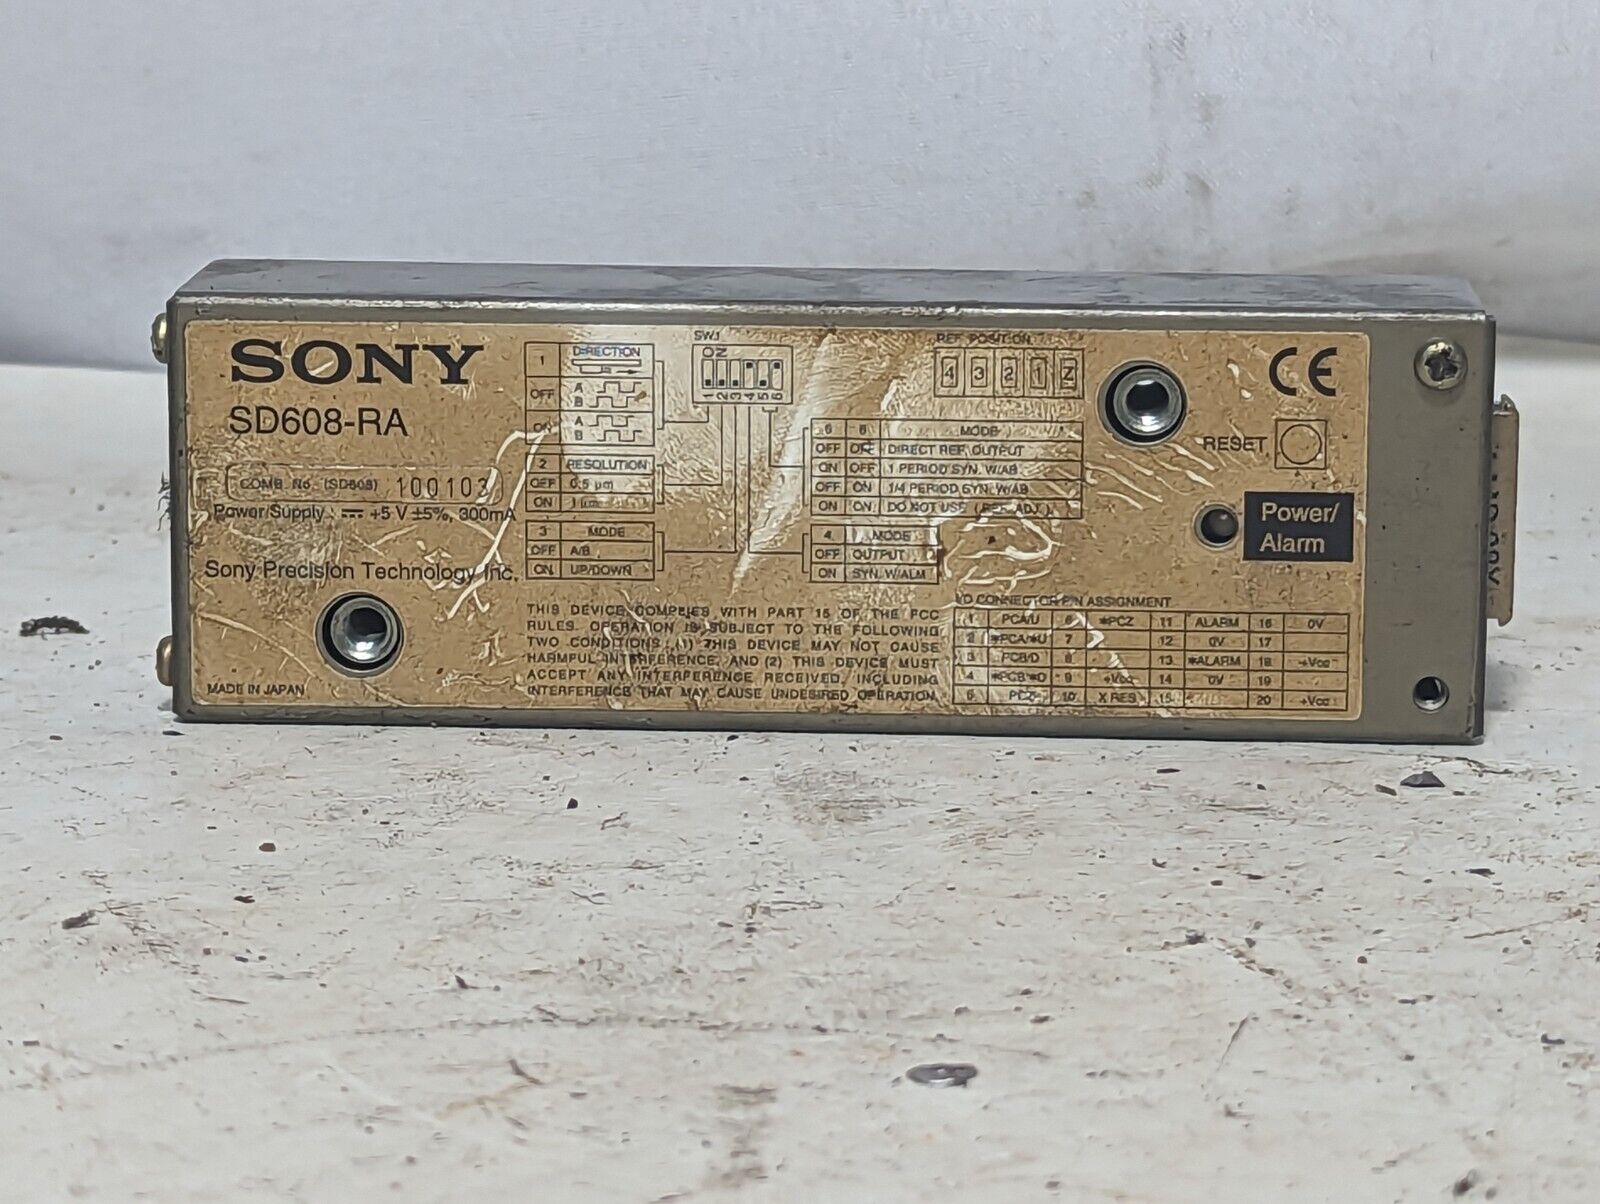 SONY
SD608-RA
COMB. No. (SD608) 100103
Power/Supply : +5 V ±5%, 300mA
Sony Precision Technology Inc.
MADE IN JAPAN
1 DIRECTION
OFF A B
ON A B
2 RESOLUTION
OFF 0.5 µm
ON 1 µm
3 MODE
OFF A/B
ON UP/DOWN
SW1
ON
1 2 3 4 5 6
5 6 MODE
OFF OFF DIRECT REF. OUTPUT
ON OFF 1 PERIOD SYN. W/AB
OFF ON 1/4 PERIOD SYN. W/AB
ON ON DO NOT USE (REF. ADJ.)
4 MODE
OFF OUTPUT
ON SYN. W/ALM
REF. POSITION
4 3 2 1 Z
CE
RESET
Power/
Alarm
THIS DEVICE COMPLIES WITH PART 15 OF THE FCC
RULES. OPERATION IS SUBJECT TO THE FOLLOWING
TWO CONDITIONS: (1) THIS DEVICE MAY NOT CAUSE
HARMFUL INTERFERENCE, AND (2) THIS DEVICE MUST
ACCEPT ANY INTERFERENCE RECEIVED, INCLUDING
INTERFERENCE THAT MAY CAUSE UNDESIRED OPERATION.
I/O CONNECTOR PIN ASSIGNMENT
1 PCA/U 6 *PCZ 11 ALARM 16 0V
2 *PCA/*U 7 12 0V 17
3 PCB/D 8 13 *ALARM 18 +Vcc
4 *PCB/*D 9 +Vcc 14 0V 19
5 PCZ 10 X RES 15 20 +Vcc